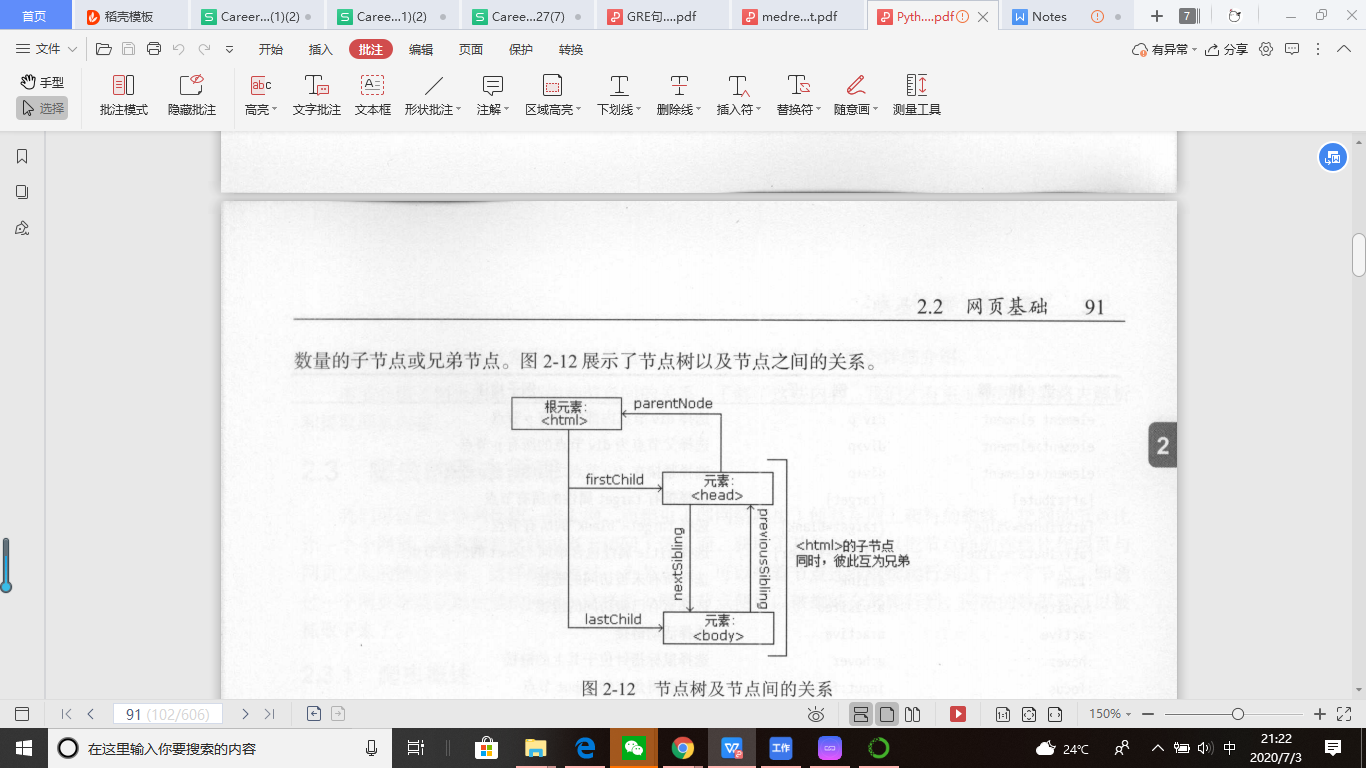 首页
稻壳模板
Career...(1)(2)
Caree...1)(2)
Caree...27(7)
GRE句....pdf
medre...t.pdf
Pyth....pdf
Notes
7
文件
开始
插入
批注
编辑
页面
保护
转换
有异常
分享
手型
选择
批注模式
隐藏批注
高亮
文字批注
文本框
形状批注
注解
区域高亮
下划线
删除线
插入符
替换符
随意画
测量工具
2.2 网页基础 91
数量的子节点或兄弟节点。图 2-12 展示了节点树以及节点之间的关系。
根元素:
<html>
parentNode
firstChild
元素:
<head>
nextSibling
previousSibling
<html>的子节点
同时，彼此互为兄弟
lastChild
元素:
<body>
图 2-12 节点树及节点间的关系
2
91 (102/606)
150%
在这里输入你要搜索的内容
工作
24°C
中
21:22
2020/7/3